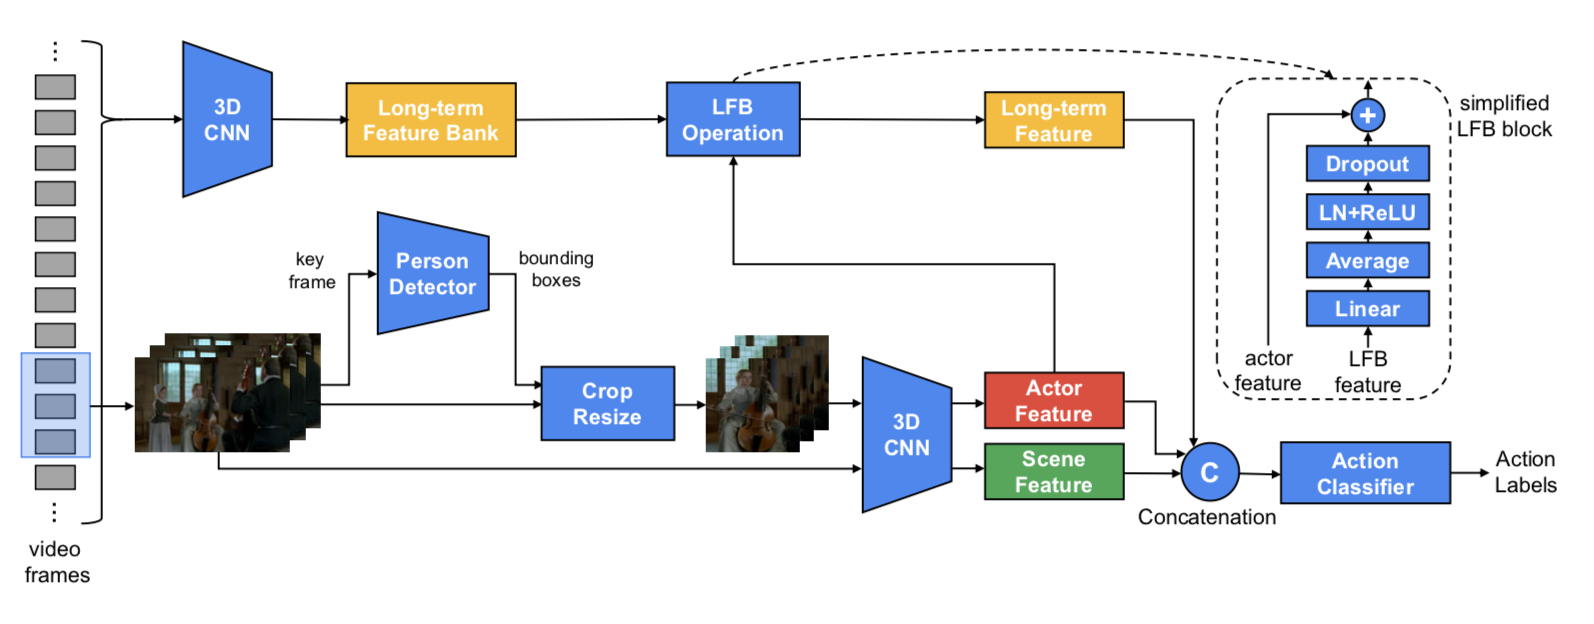 ⋮
3D
CNN
Long-term
Feature Bank
LFB
Operation
Long-term
Feature
simplified
LFB block
+
Dropout
LN+ReLU
Average
Linear
actor
feature
LFB
feature
key
frame
Person
Detector
bounding
boxes
Crop
Resize
3D
CNN
Actor
Feature
Scene
Feature
C
Concatenation
Action
Classifier
Action
Labels
⋮
video
frames